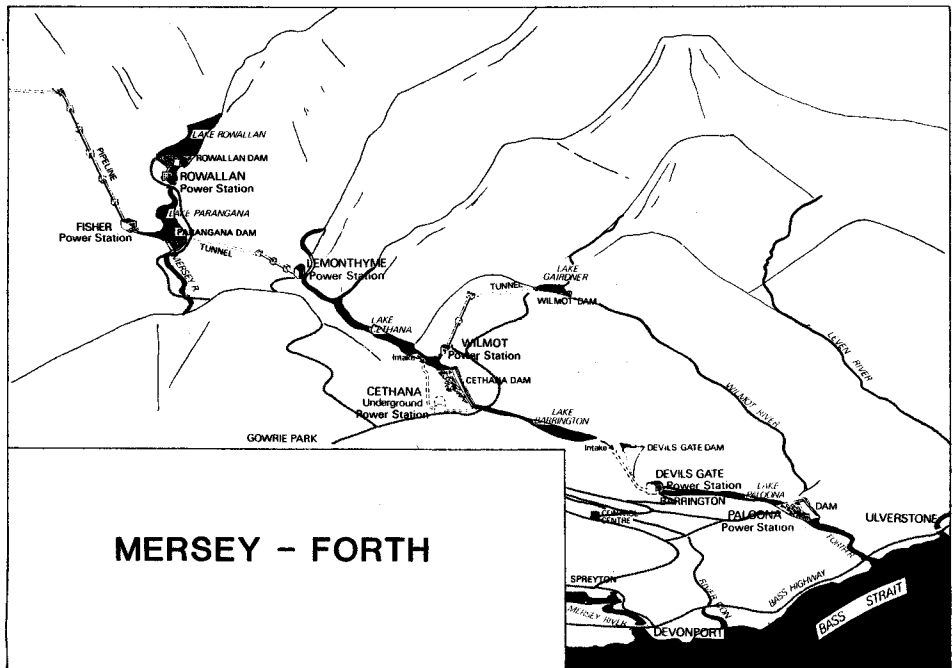 LAKE ROWALLAN
ROWALLAN DAM
ROWALLAN
Power Station
PIPELINE
LAKE PARANGANA
FISHER
Power Station
PARANGANA DAM
TUNNEL
MERSEY R.
LEMONTHYME
Power Station
LAKE
GAIRDNER
TUNNEL
WILMOT DAM
LAKE
CETHANA
WILMOT
Power Station
Intake
CETHANA DAM
CETHANA
Underground
Power Station
LEVEN RIVER
WILMOT RIVER
LAKE
BARRINGTON
GOWRIE PARK
Intake
DEVILS GATE DAM
DEVILS GATE
Power Station
BARRINGTON
LAKE
PALOONA
DAM
PALOONA
Power Station
CONTROL
CENTRE
FORTH R.
ULVERSTONE
MERSEY - FORTH
SPREYTON
MERSEY RIVER
RIVER DON
BASS HIGHWAY
DEVONPORT
BASS STRAIT